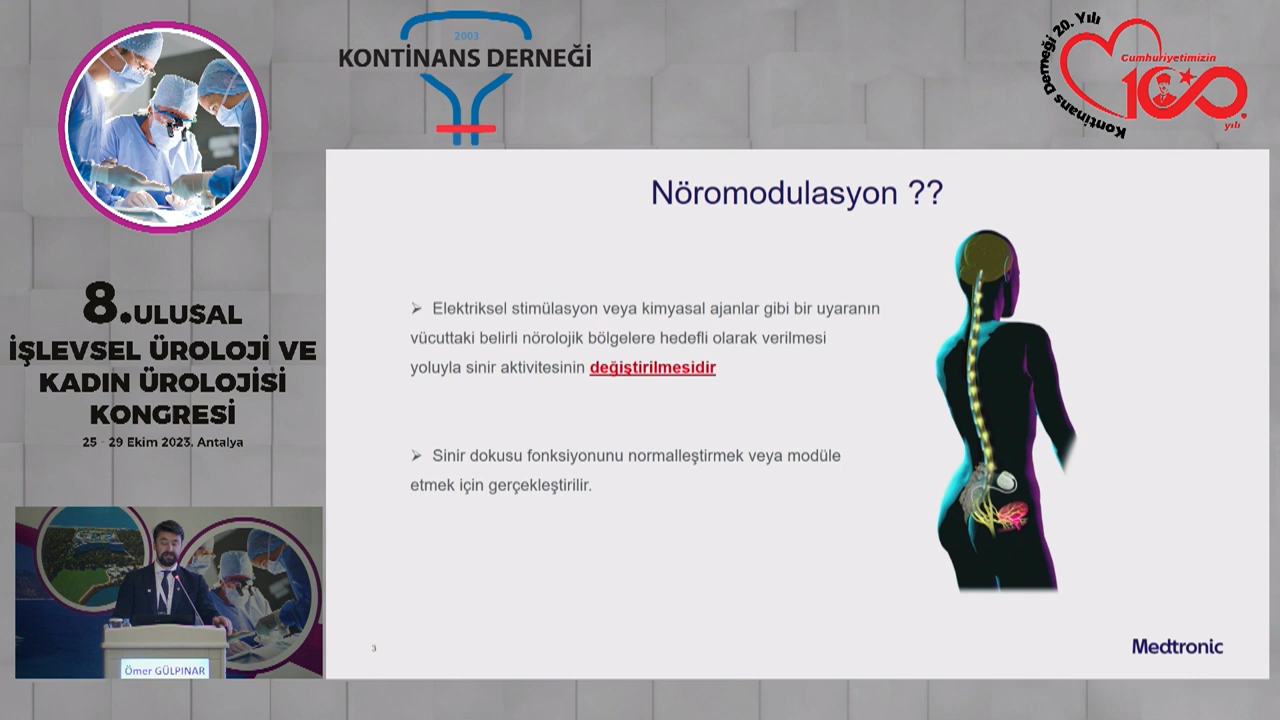 2003
KONTİNANS DERNEĞİ
Kontinans Derneği 20. Yılı
Cumhuriyetimizin
100.
yılı
8.ULUSAL
İŞLEVSEL ÜROLOJİ VE
KADIN ÜROLOJİSİ
KONGRESİ
25 - 29 Ekim 2023, Antalya
Nöromodulasyon ??
➢ Elektriksel stimülasyon veya kimyasal ajanlar gibi bir uyaranın
vücuttaki belirli nörolojik bölgelere hedefli olarak verilmesi
yoluyla sinir aktivitesinin değiştirilmesidir
➢ Sinir dokusu fonksiyonunu normalleştirmek veya modüle
etmek için gerçekleştirilir.
3
Medtronic
Ömer GÜLPINAR